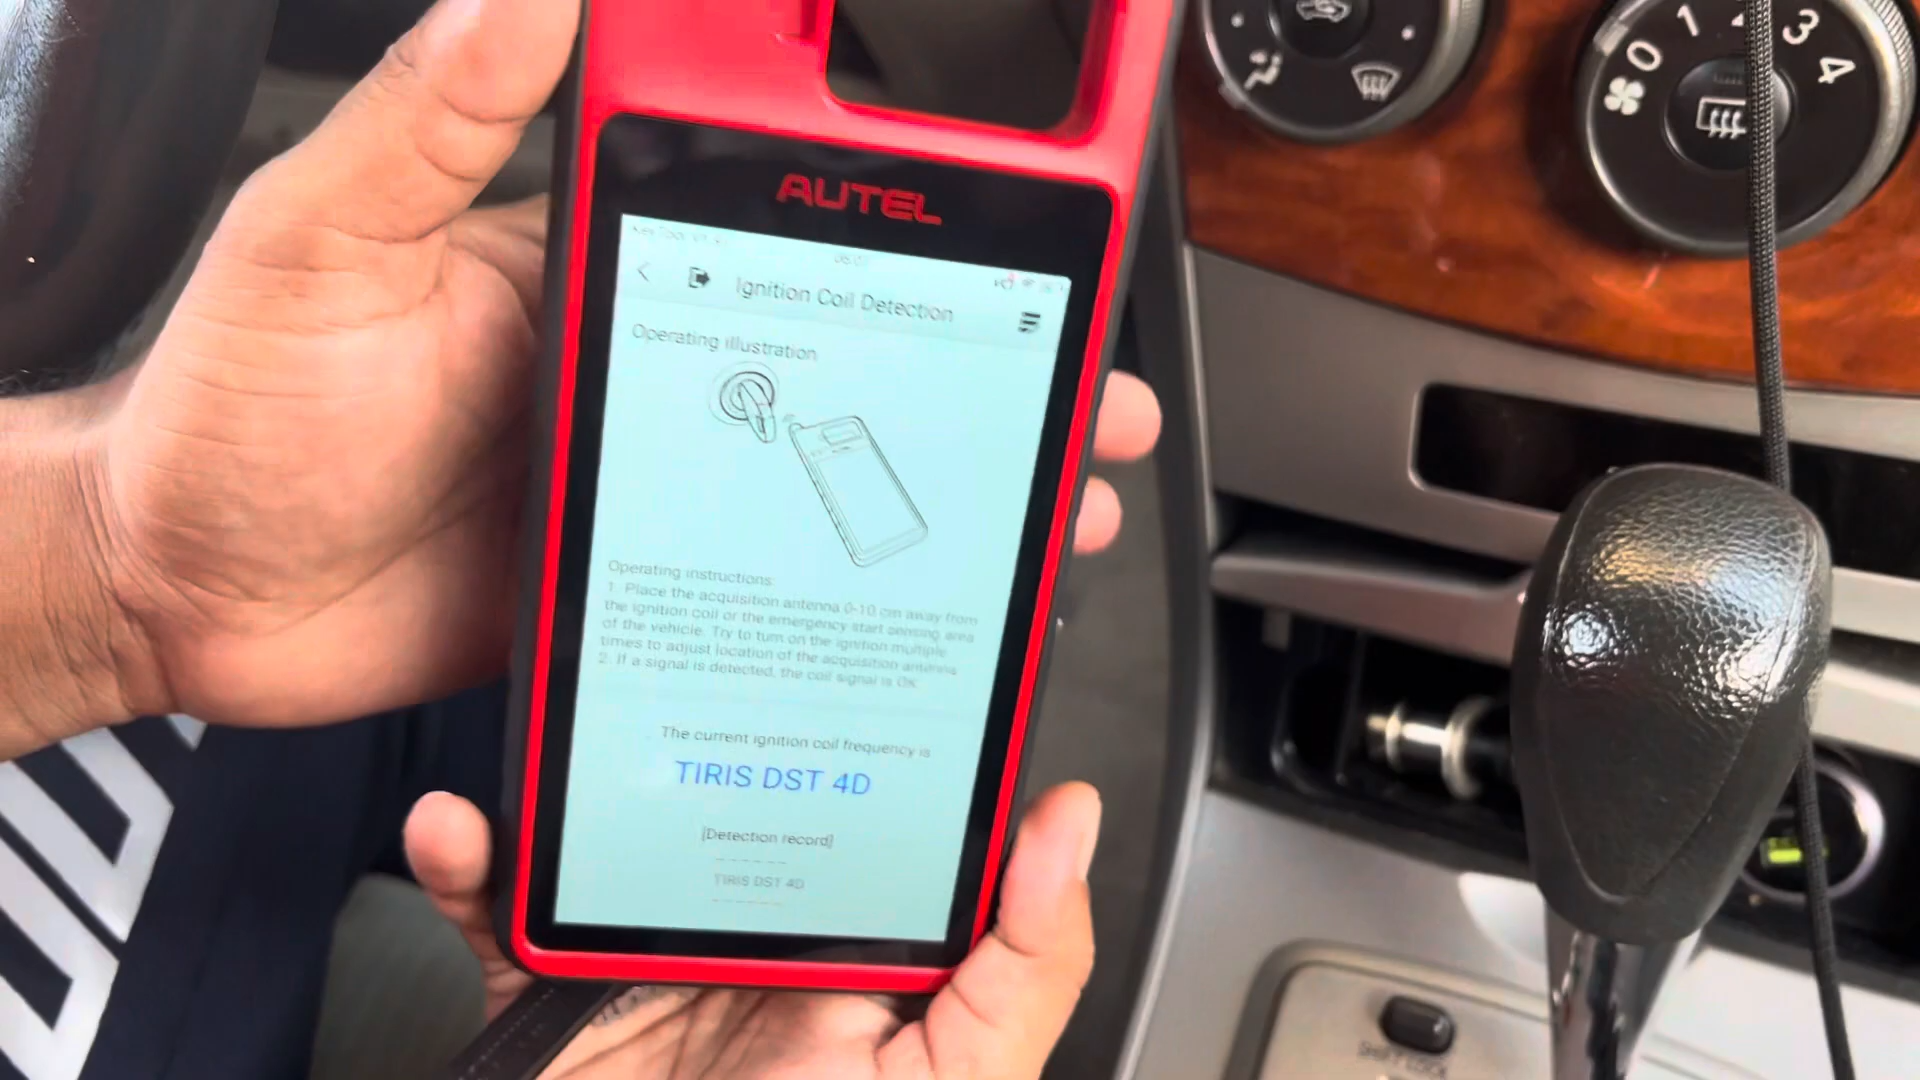 AUTEL
Ignition Coil Detection
Operating illustration
Operating instructions:
1. Place the acquisition antenna 0-10 cm away from
the ignition coil or the emergency start sensing area
of the vehicle. Try to turn on the ignition multiple
times to adjust location of the acquisition antenna
2. If a signal is detected, the coil signal is OK
The current ignition coil frequency is
TIRIS DST 4D
[Detection record]
TIRIS DST 4D
0 1 2 3 4
SHIFT LOCK